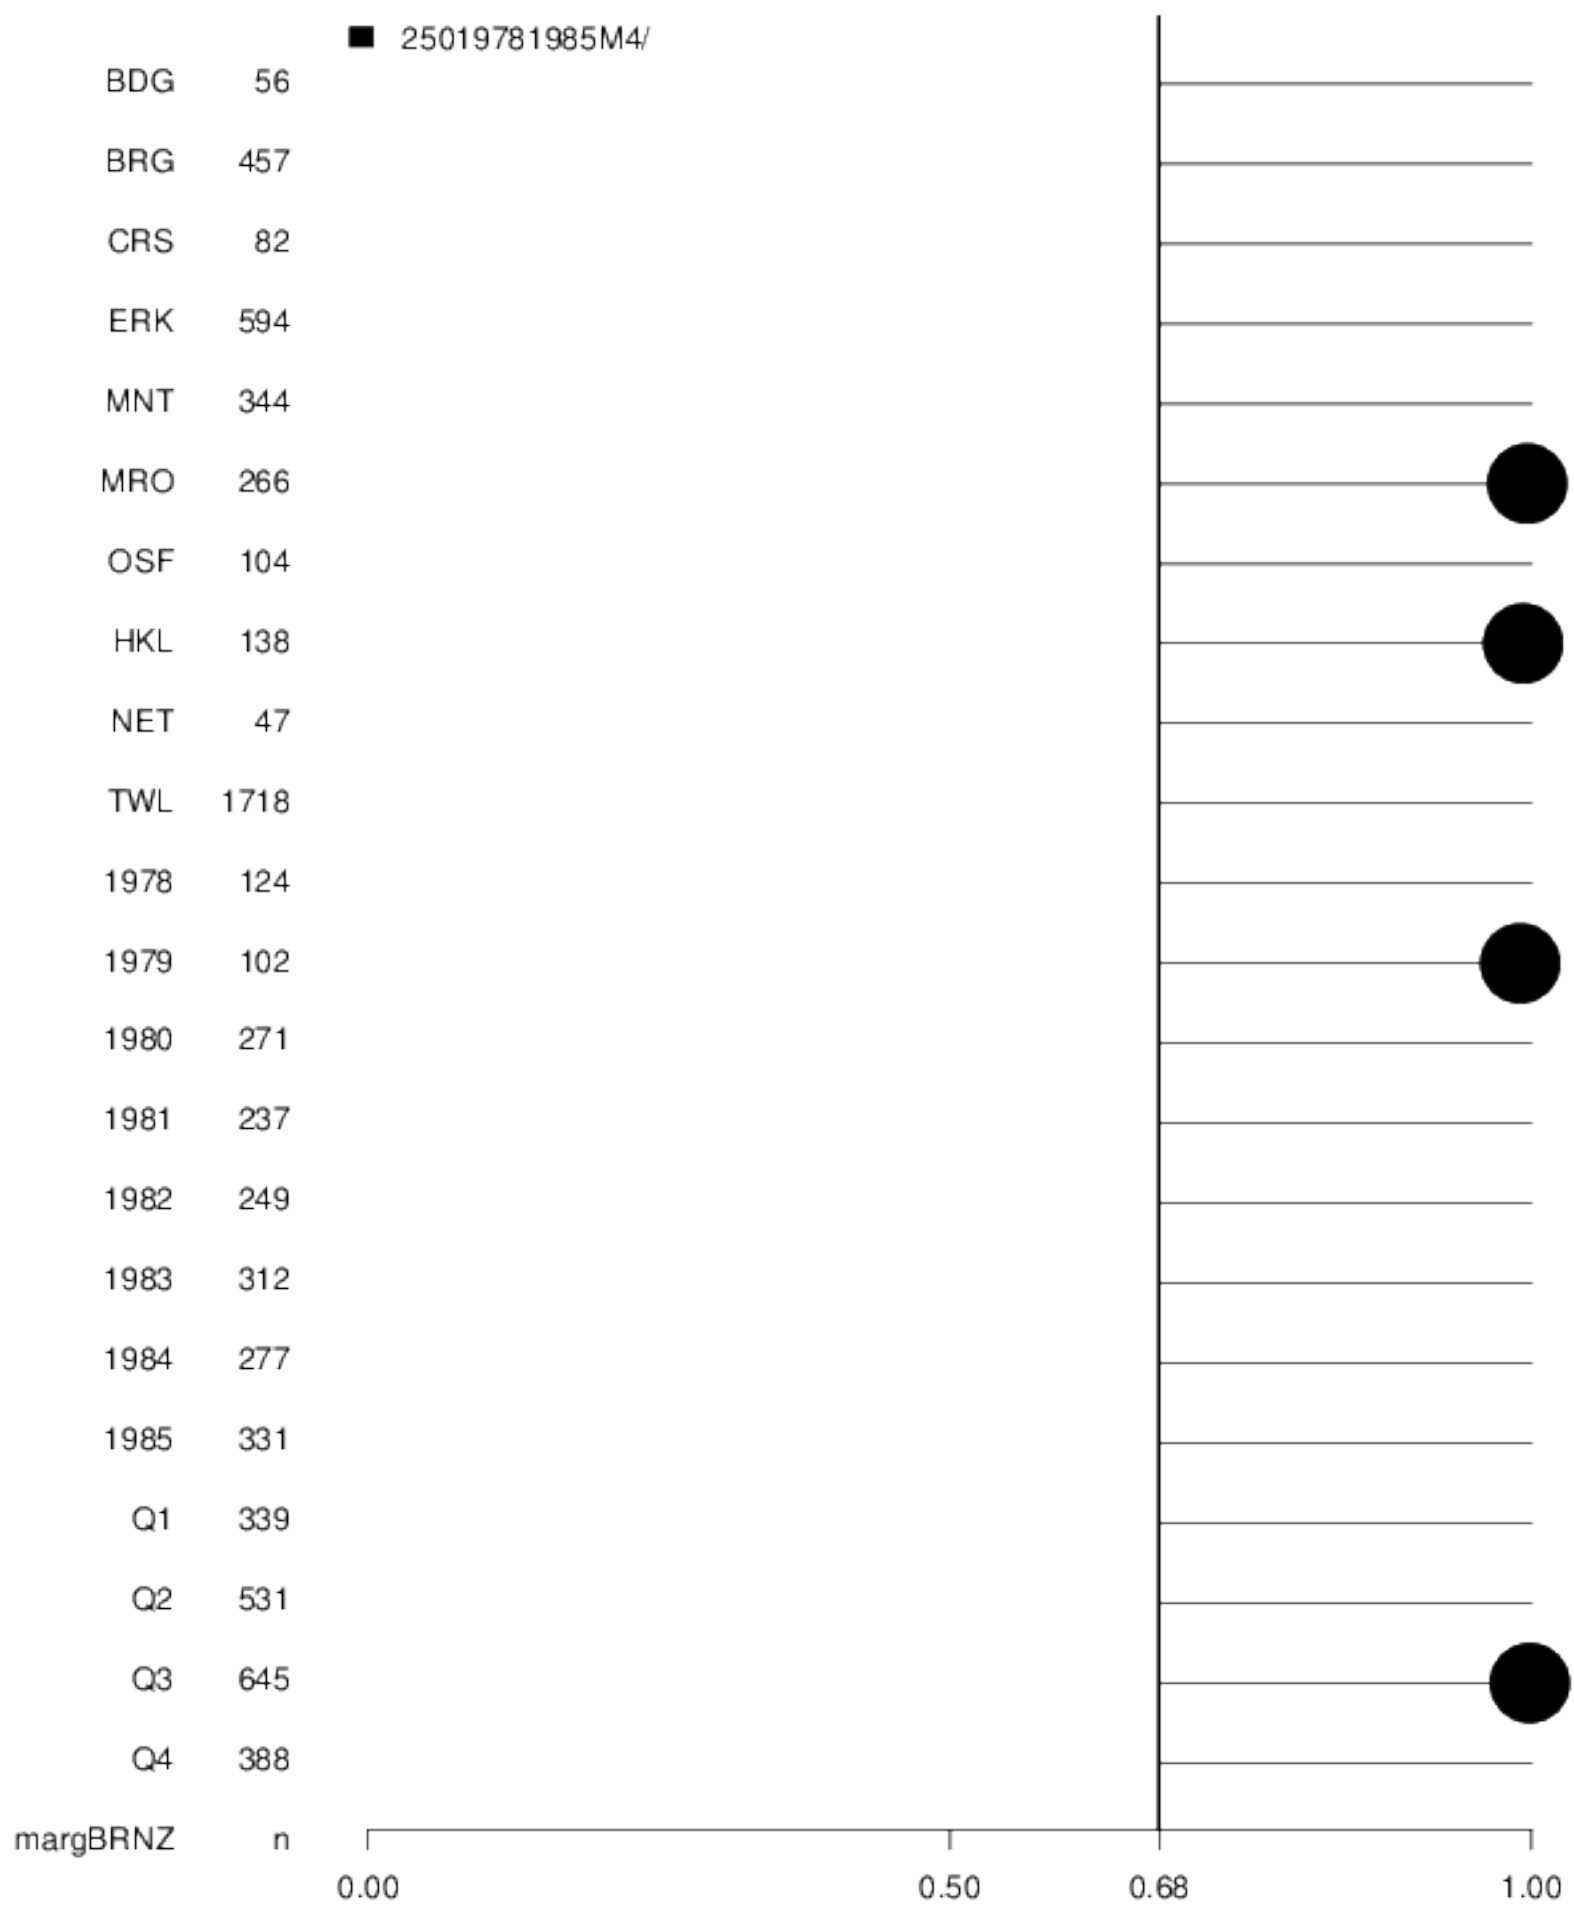 25019781985M4/
BDG 56
BRG 457
CRS 82
ERK 594
MNT 344
MRO 266
OSF 104
HKL 138
NET 47
TWL 1718
1978 124
1979 102
1980 271
1981 237
1982 249
1983 312
1984 277
1985 331
Q1 339
Q2 531
Q3 645
Q4 388
margBRNZ n
0.00 0.50 0.68 1.00